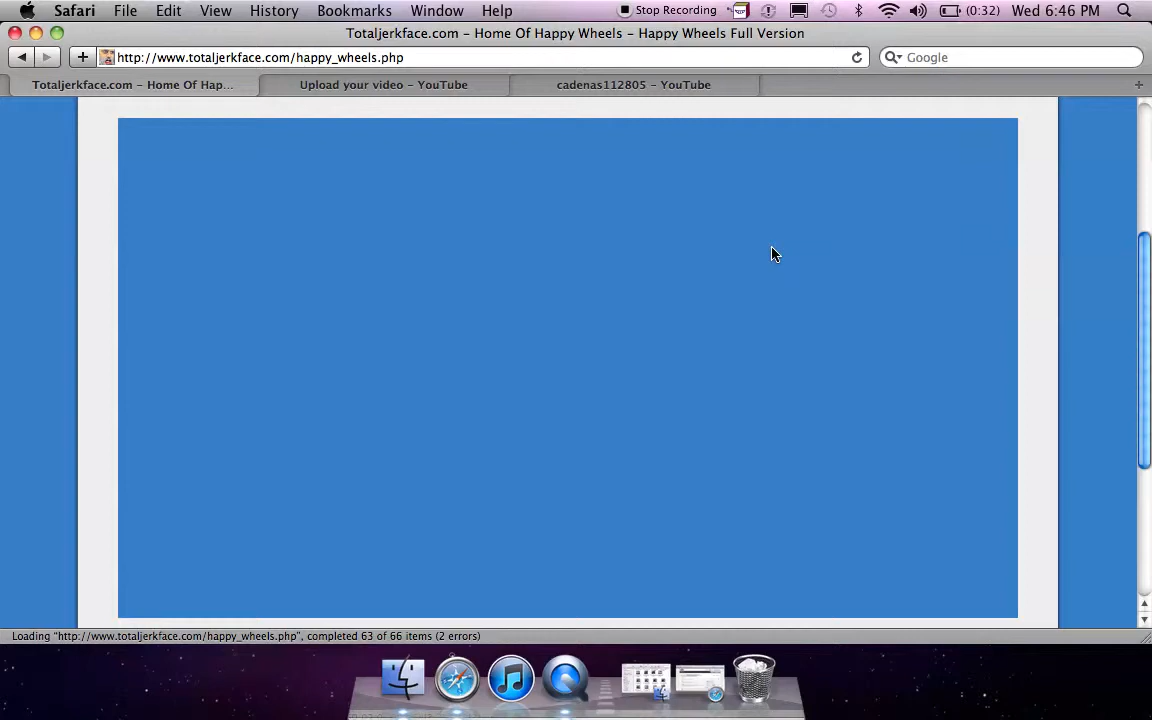 Safari File Edit View History Bookmarks Window Help Stop Recording (0:32) Wed 6:46 PM
Totaljerkface.com – Home Of Happy Wheels – Happy Wheels Full Version
http://www.totaljerkface.com/happy_wheels.php Google
Totaljerkface.com – Home Of Hap... Upload your video – YouTube cadenas112805 – YouTube
Loading “http://www.totaljerkface.com/happy_wheels.php”, completed 63 of 66 items (2 errors)